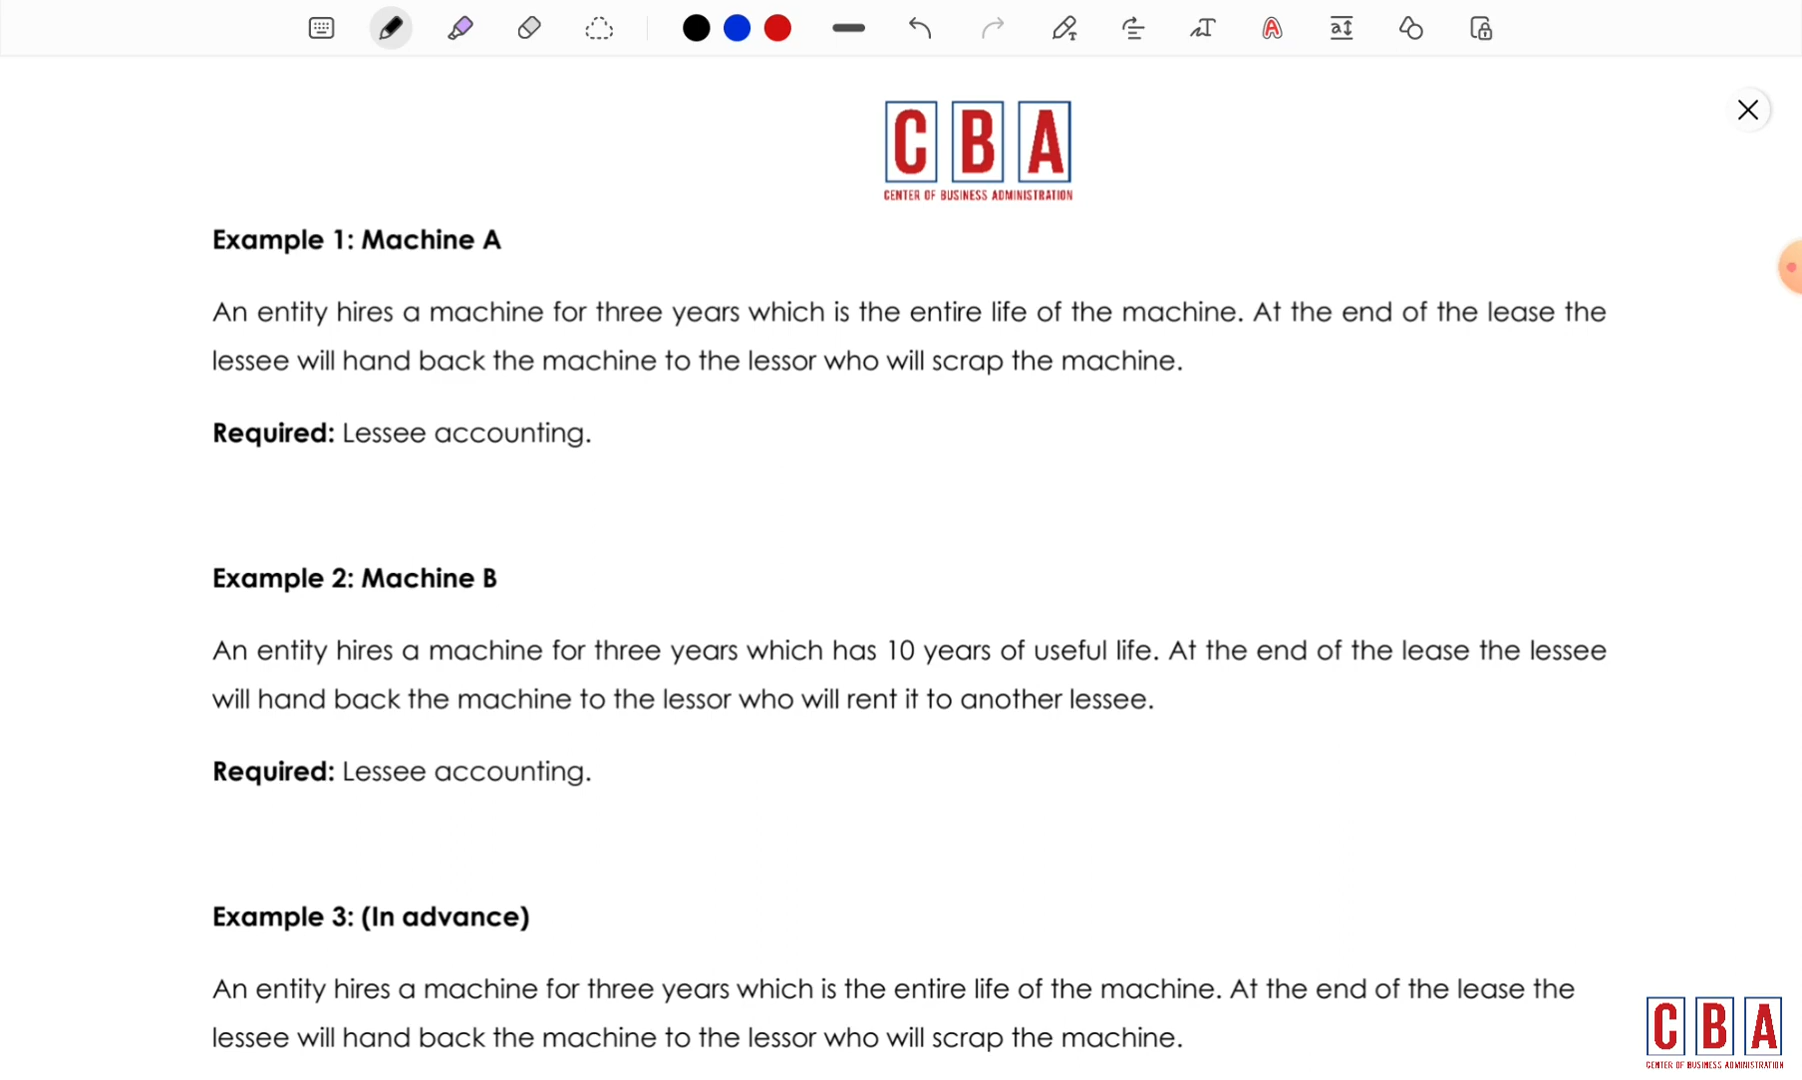 C B A
CENTER OF BUSINESS ADMINISTRATION
Example 1: Machine A
An entity hires a machine for three years which is the entire life of the machine. At the end of the lease the
lessee will hand back the machine to the lessor who will scrap the machine.
Required: Lessee accounting.
Example 2: Machine B
An entity hires a machine for three years which has 10 years of useful life. At the end of the lease the lessee
will hand back the machine to the lessor who will rent it to another lessee.
Required: Lessee accounting.
Example 3: (In advance)
An entity hires a machine for three years which is the entire life of the machine. At the end of the lease the
lessee will hand back the machine to the lessor who will scrap the machine.
C B A
CENTER OF BUSINESS ADMINISTRATION